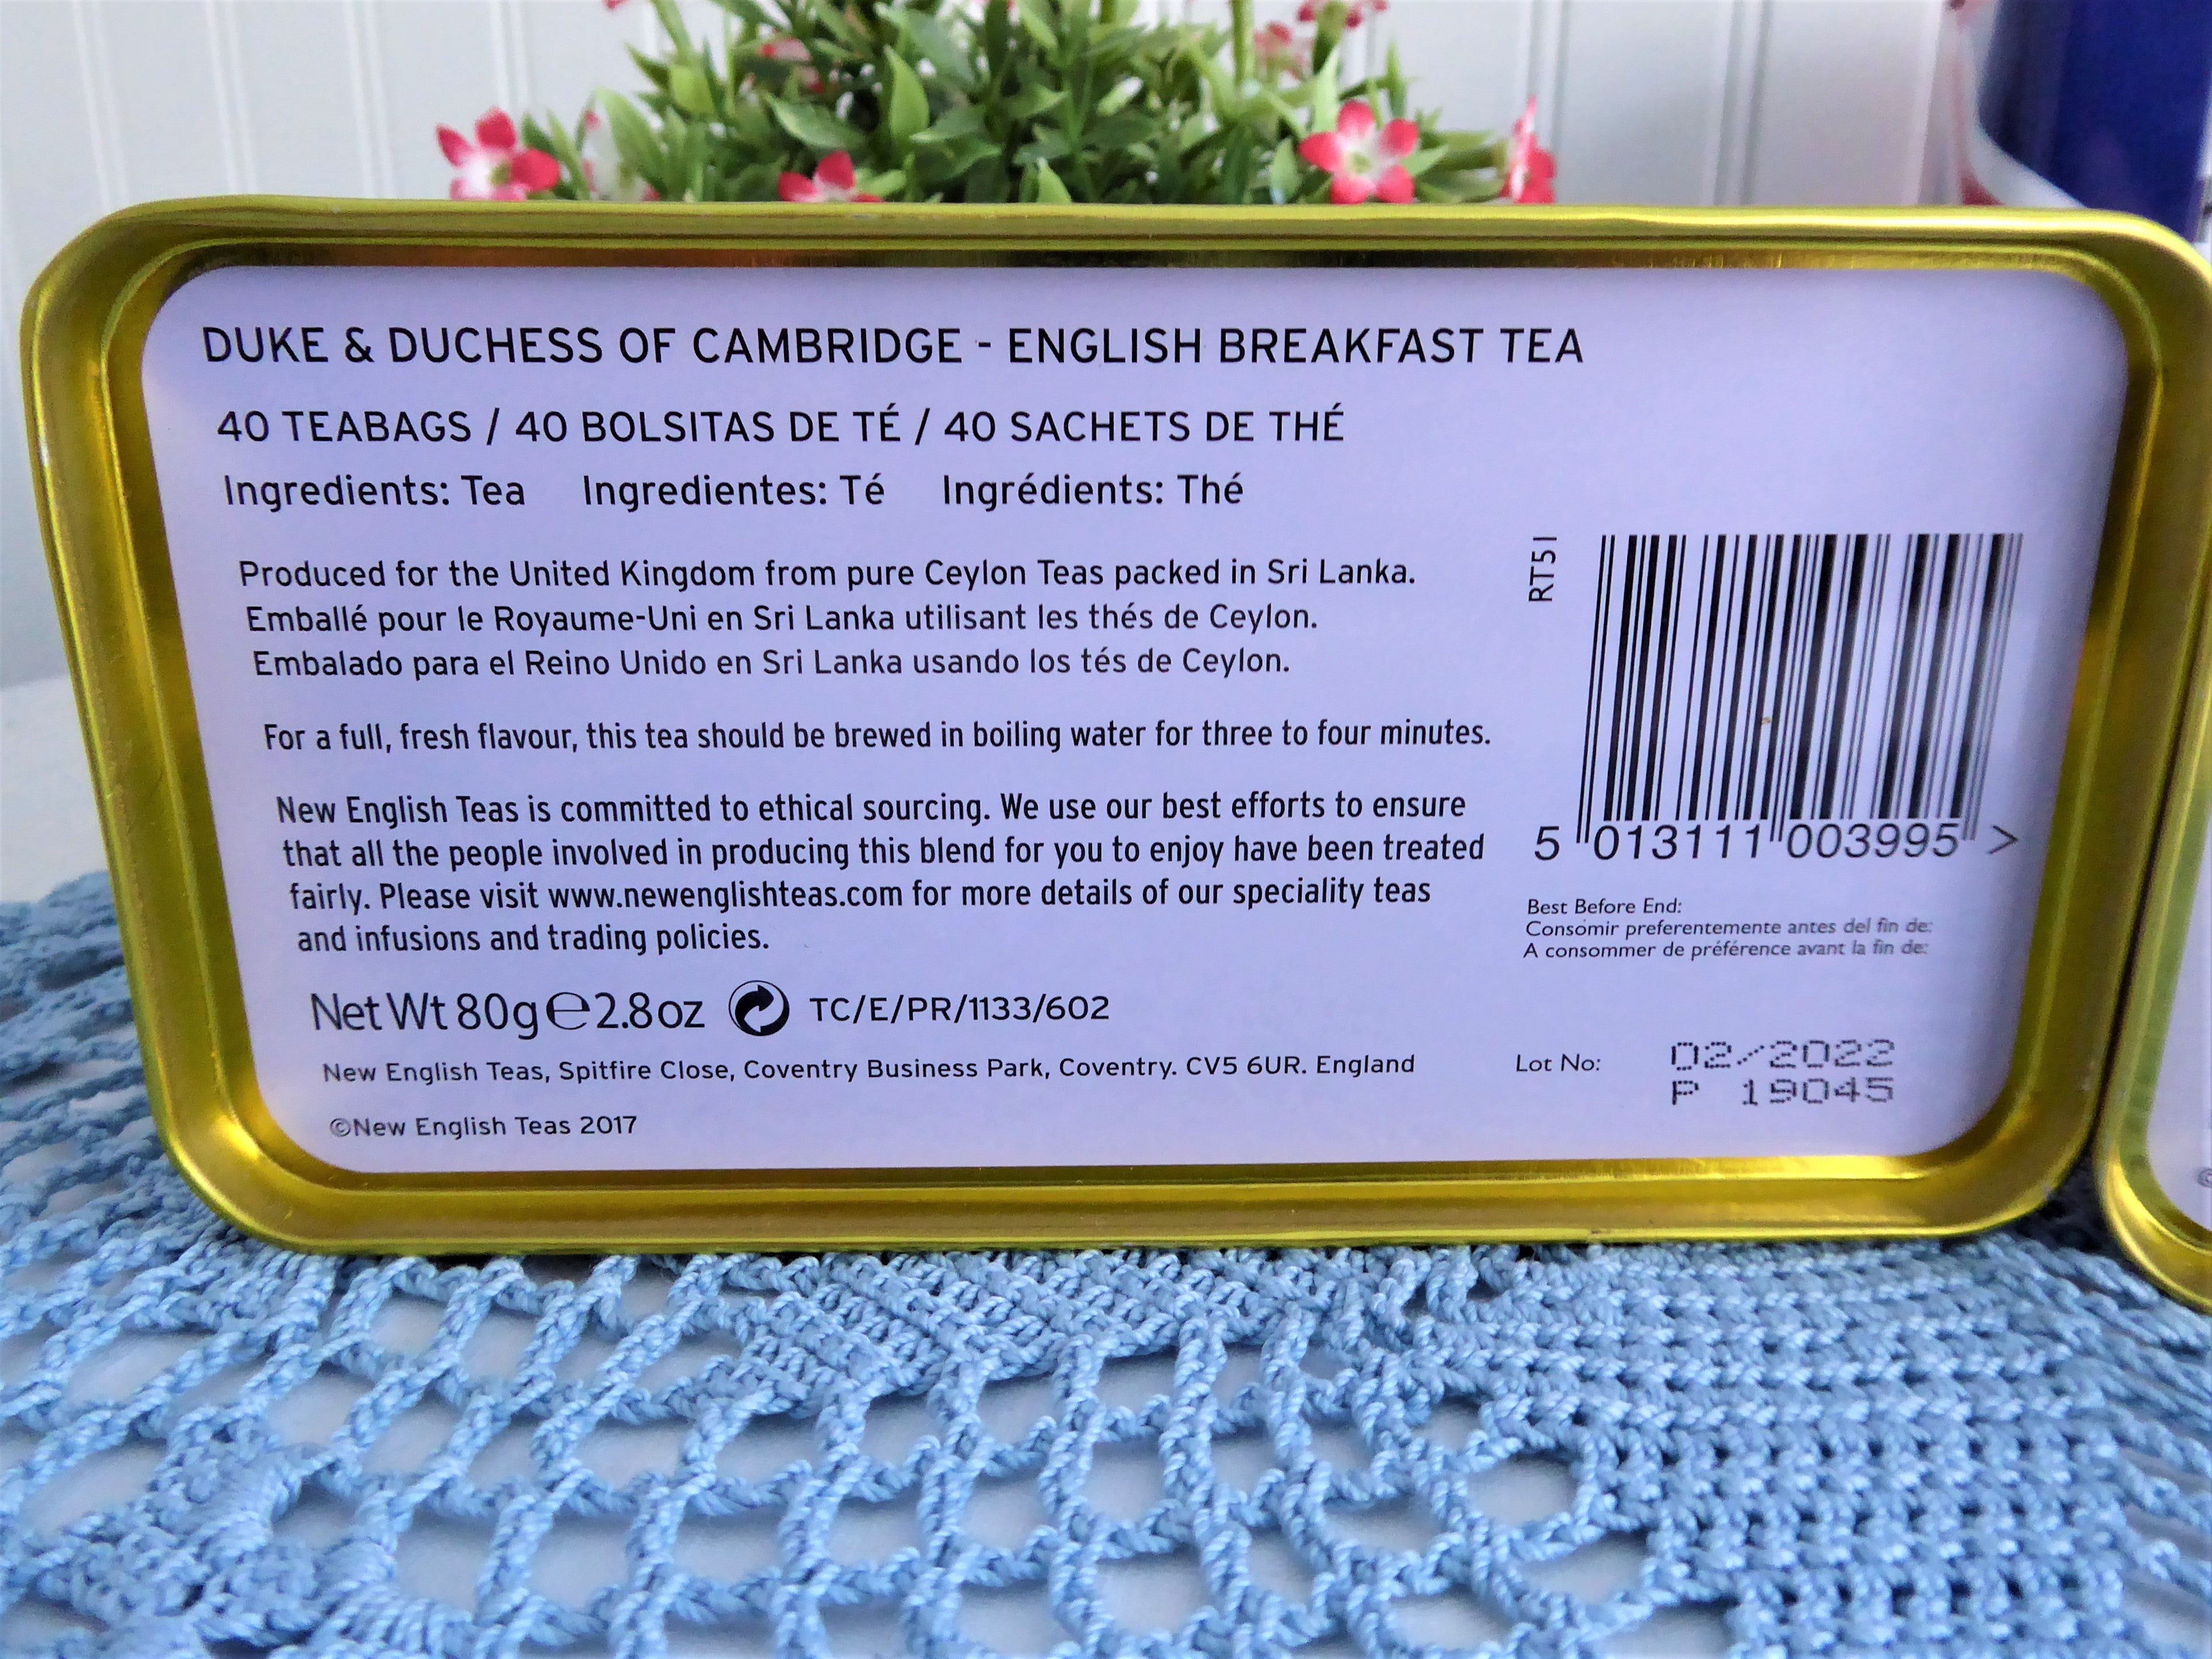 DUKE & DUCHESS OF CAMBRIDGE - ENGLISH BREAKFAST TEA
40 TEABAGS / 40 BOLSITAS DE TÉ / 40 SACHETS DE THÉ
Ingredients: Tea Ingredientes: Té Ingrédients: Thé
Produced for the United Kingdom from pure Ceylon Teas packed in Sri Lanka.
Emballé pour le Royaume-Uni en Sri Lanka utilisant les thés de Ceylon.
Embalado para el Reino Unido en Sri Lanka usando los tés de Ceylon.
For a full, fresh flavour, this tea should be brewed in boiling water for three to four minutes.
New English Teas is committed to ethical sourcing. We use our best efforts to ensure
that all the people involved in producing this blend for you to enjoy have been treated
fairly. Please visit www.newenglishteas.com for more details of our speciality teas
and infusions and trading policies.
Net Wt 80g℮2.8oz TC/E/PR/1133/602
New English Teas, Spitfire Close, Coventry Business Park, Coventry. CV5 6UR. England
©New English Teas 2017
RT51
5 013111 003995 >
Best Before End:
Consomir preferentemente antes del fin de:
A consommer de préférence avant la fin de:
Lot No: 02/2022
P 19045
©